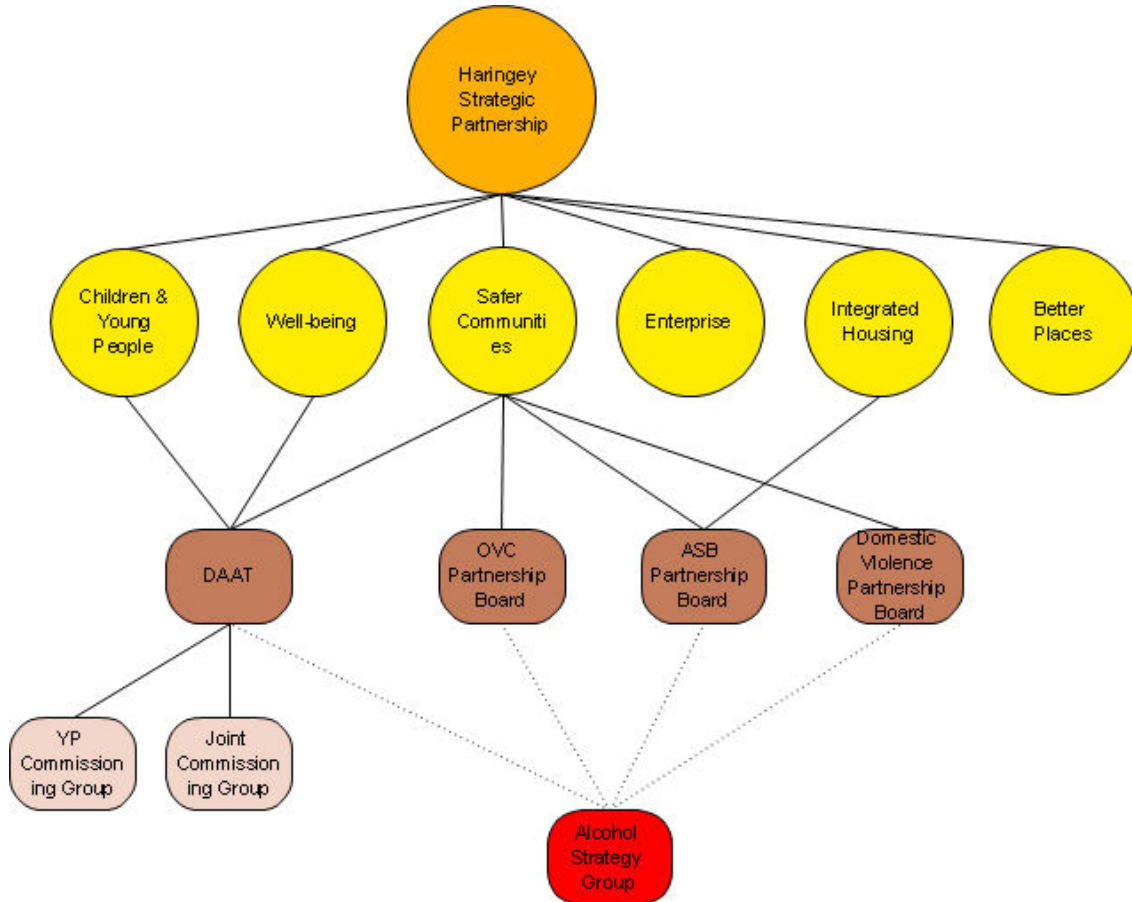 Haringey
Strategic
Partnership
Children &
Young
People
Well-being
Safer
Communiti
es
Enterprise
Integrated
Housing
Better
Places
DAAT
OVC
Partnership
Board
ASB
Partnership
Board
Domestic
Violence
Partnership
Board
YP
Commission
ing Group
Joint
Commission
ing Group
Alcohol
Strategy
Group